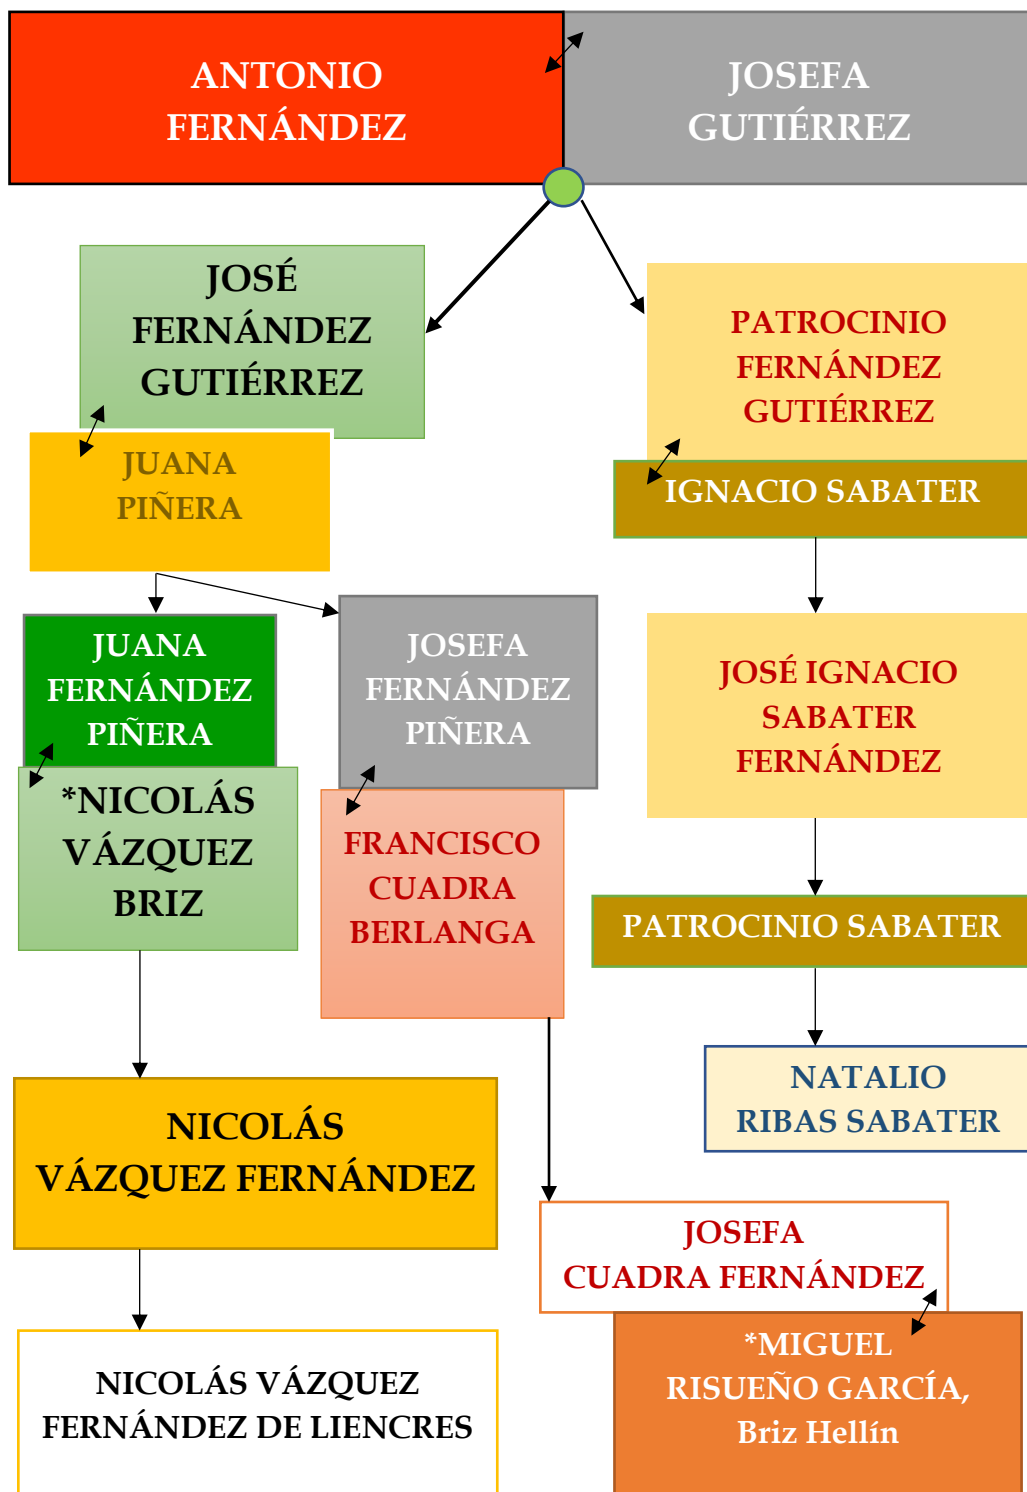 ANTONIO
FERNÁNDEZ
JOSEFA
GUTIÉRREZ
JOSÉ
FERNÁNDEZ
GUTIÉRREZ
PATROCINIO
FERNÁNDEZ
GUTIÉRREZ
JUANA
PIÑERA
IGNACIO SABATER
JUANA
FERNÁNDEZ
PIÑERA
JOSEFA
FERNÁNDEZ
PIÑERA
JOSÉ IGNACIO
SABATER
FERNÁNDEZ
*NICOLÁS
VÁZQUEZ
BRIZ
FRANCISCO
CUADRA
BERLANGA
PATROCINIO SABATER
NATALIO
RIBAS SABATER
NICOLÁS
VÁZQUEZ FERNÁNDEZ
JOSEFA
CUADRA FERNÁNDEZ
*MIGUEL
RISUEÑO GARCÍA,
Briz Hellín
NICOLÁS VÁZQUEZ
FERNÁNDEZ DE LIENCRES